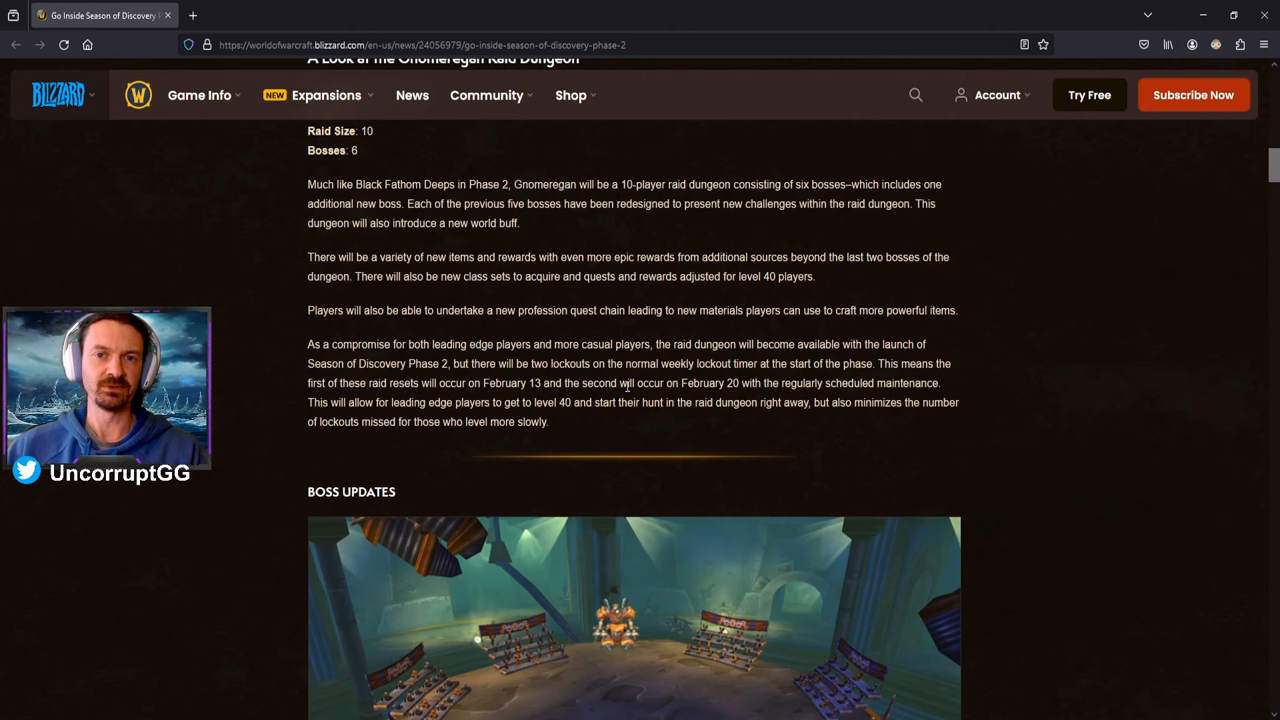 Go Inside Season of Discovery P
https://worldofwarcraft.blizzard.com/en-us/news/24056979/go-inside-season-of-discovery-phase-2
A Look at the Gnomeregan Raid Dungeon
BLIZZARD
W
Game Info
NEW Expansions
News
Community
Shop
Account
Try Free
Subscribe Now
Raid Size: 10
Bosses: 6
Much like Black Fathom Deeps in Phase 2, Gnomeregan will be a 10-player raid dungeon consisting of six bosses–which includes one
additional new boss. Each of the previous five bosses have been redesigned to present new challenges within the raid dungeon. This
dungeon will also introduce a new world buff.
There will be a variety of new items and rewards with even more epic rewards from additional sources beyond the last two bosses of the
dungeon. There will also be new class sets to acquire and quests and rewards adjusted for level 40 players.
Players will also be able to undertake a new profession quest chain leading to new materials players can use to craft more powerful items.
As a compromise for both leading edge players and more casual players, the raid dungeon will become available with the launch of
Season of Discovery Phase 2, but there will be two lockouts on the normal weekly lockout timer at the start of the phase. This means the
first of these raid resets will occur on February 13 and the second will occur on February 20 with the regularly scheduled maintenance.
This will allow for leading edge players to get to level 40 and start their hunt in the raid dungeon right away, but also minimizes the number
of lockouts missed for those who level more slowly.
UncorruptGG
BOSS UPDATES